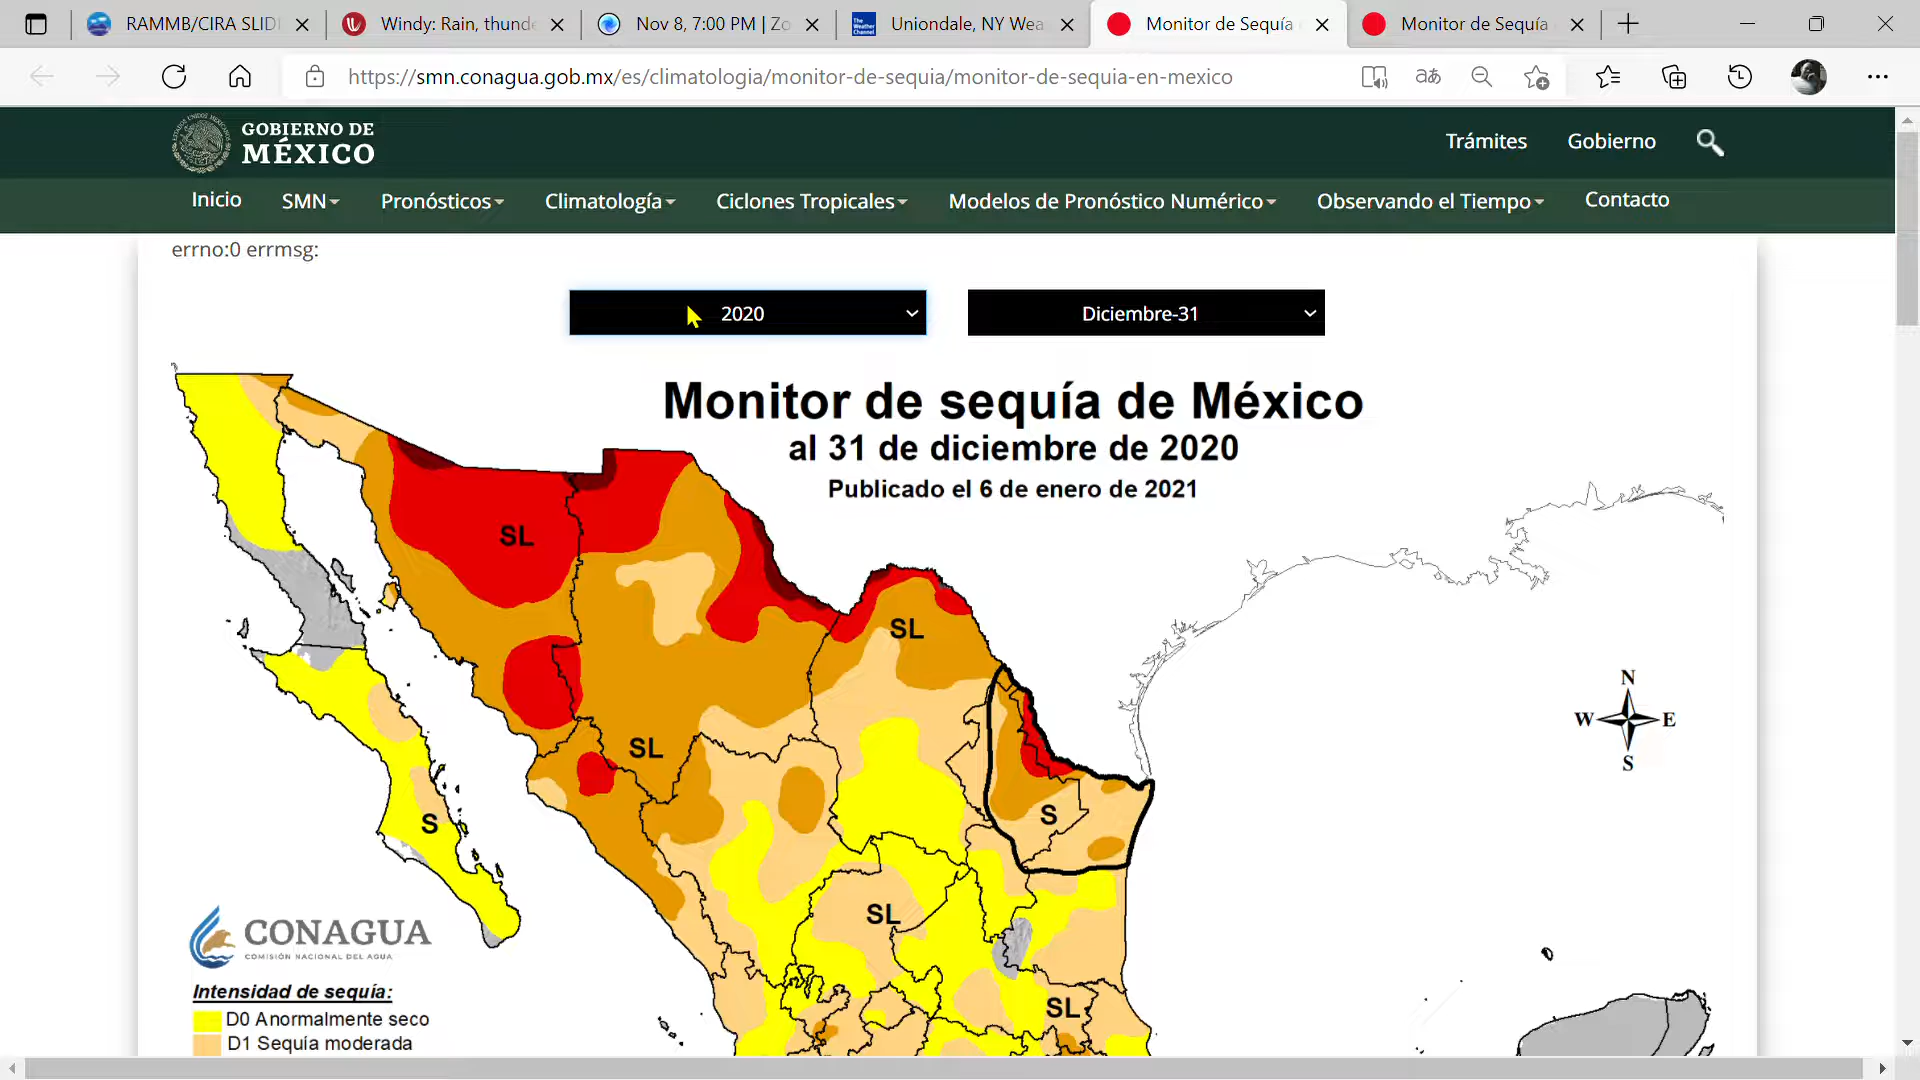 RAMMB/CIRA SLID
Windy: Rain, thund
Nov 8, 7:00 PM | Zo
The Weather Channel
Uniondale, NY Wea
Monitor de Sequía
Monitor de Sequía
https://smn.conagua.gob.mx/es/climatologia/monitor-de-sequia/monitor-de-sequia-en-mexico
GOBIERNO DE
MÉXICO
Trámites Gobierno
Inicio SMN Pronósticos Climatología Ciclones Tropicales Modelos de Pronóstico Numérico Observando el Tiempo Contacto
errno:0 errmsg:
2020 Diciembre-31
Monitor de sequía de México
al 31 de diciembre de 2020
Publicado el 6 de enero de 2021
SL
SL
N
W E
S
SL
S
S
SL
CONAGUA
COMISIÓN NACIONAL DEL AGUA
Intensidad de sequía:
SL
D0 Anormalmente seco
D1 Sequía moderada